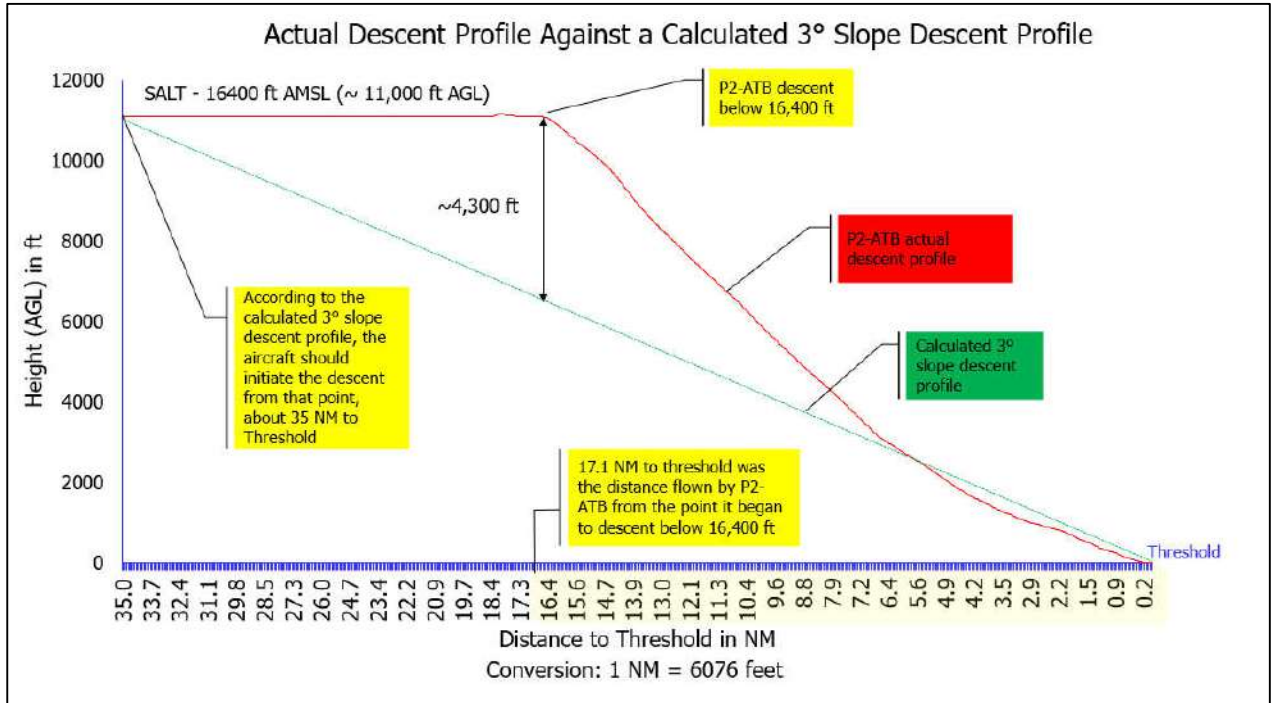 Actual Descent Profile Against a Calculated 3º Slope Descent Profile
12000
10000
8000
6000
4000
2000
0
Height (AGL) in ft
SALT - 16400 ft AMSL (~ 11,000 ft AGL)
P2-ATB descent
below 16,400 ft
~4,300 ft
P2-ATB actual
descent profile
According to the
calculated 3º slope
descent profile, the
aircraft should
initiate the descent
from that point,
about 35 NM to
Threshold
Calculated 3º
slope descent
profile
17.1 NM to threshold was
the distance flown by P2-
ATB from the point it began
to descent below 16,400 ft
Threshold
35.0
33.7
32.4
31.1
29.8
28.5
27.3
26.0
24.7
23.4
22.2
20.9
19.7
18.4
17.3
16.4
15.6
14.7
13.9
13.0
12.1
11.3
10.4
9.6
8.8
7.9
6.4
5.6
4.9
4.2
3.5
2.9
2.2
1.5
0.9
0.2
Distance to Threshold in NM
Conversion: 1 NM = 6076 feet